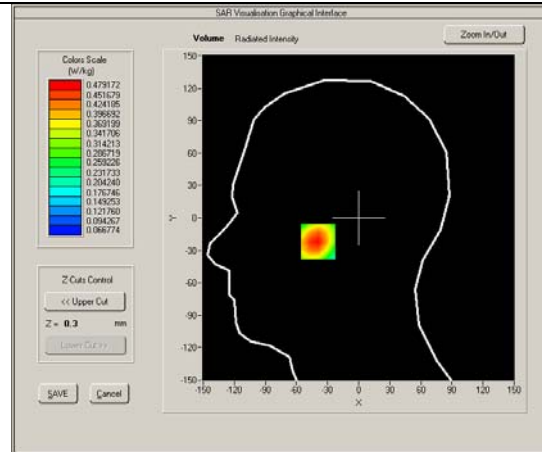 SAR Visualisation Graphical Interface
Volume Radiated Intensity
Zoom In/Out
Colors Scale
(W/kg)
0.479172
0.451679
0.424185
0.396692
0.369199
0.341706
0.314213
0.286719
0.259226
0.231733
0.204240
0.176746
0.149253
0.121760
0.094267
0.066774
Z Cuts Control
<< Upper Cut
Z = 0.3 mm
Lower Cut >>
SAVE Cancel
150
120
90
60
30
0
-30
-60
-90
-120
-150
Y
-150 -120 -90 -60 -30 0 30 60 90 120 150
X